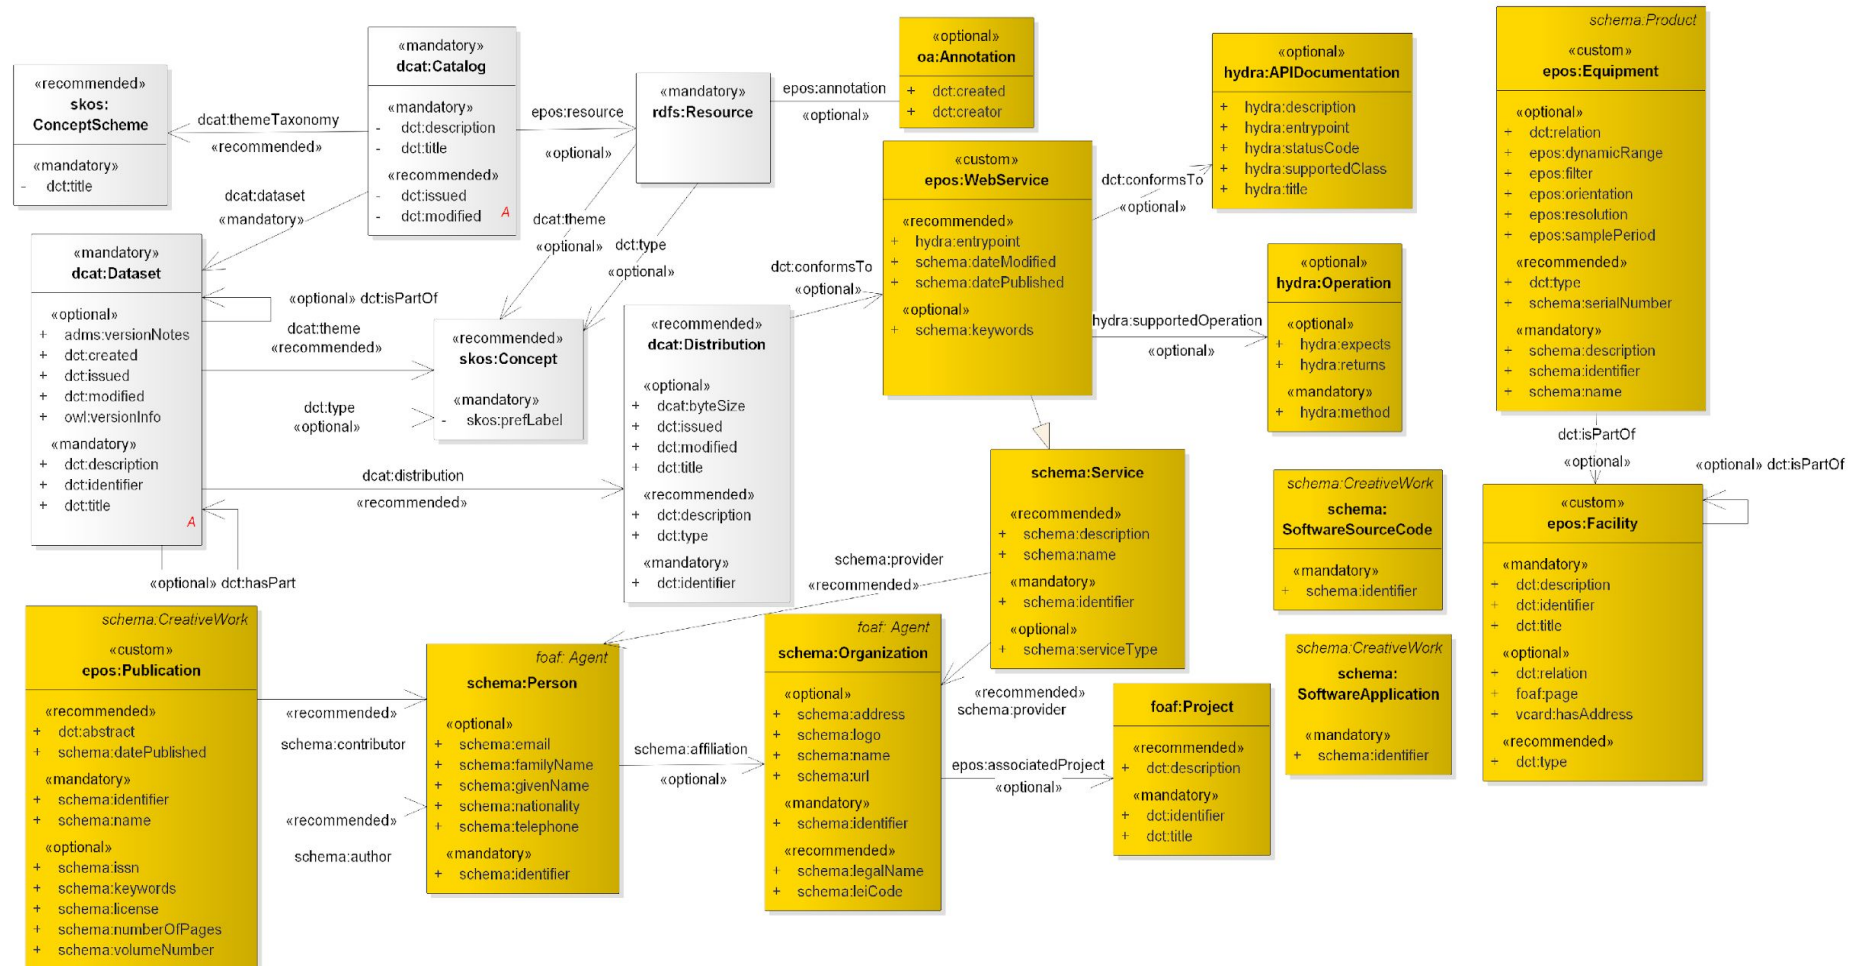 «recommended»
skos:
ConceptScheme
«mandatory»
- dct:title
dcat:themeTaxonomy
«recommended»
«mandatory»
dcat:Catalog
«mandatory»
- dct:description
- dct:title
«recommended»
- dct:issued
- dct:modified
A
epos:resource
«optional»
«mandatory»
rdfs:Resource
epos:annotation
«optional»
«optional»
oa:Annotation
+ dct:created
+ dct:creator
dcat:dataset
«mandatory»
dcat:theme
«optional»
dct:type
«optional»
«mandatory»
dcat:Dataset
«optional»
+ adms:versionNotes
+ dct:created
+ dct:issued
+ dct:modified
+ owl:versionInfo
«mandatory»
+ dct:description
+ dct:identifier
+ dct:title
A
«optional» dct:isPartOf
dcat:theme
«recommended»
dct:type
«optional»
dcat:distribution
«recommended»
«optional» dct:hasPart
«recommended»
skos:Concept
«mandatory»
- skos:prefLabel
«recommended»
dcat:Distribution
«optional»
+ dcat:byteSize
+ dct:issued
+ dct:modified
+ dct:title
«recommended»
+ dct:description
+ dct:type
«mandatory»
+ dct:identifier
dct:conformsTo
«optional»
«custom»
epos:WebService
«recommended»
+ hydra:entrypoint
+ schema:dateModified
+ schema:datePublished
«optional»
+ schema:keywords
dct:conformsTo
«optional»
«optional»
hydra:APIDocumentation
+ hydra:description
+ hydra:entrypoint
+ hydra:statusCode
+ hydra:supportedClass
+ hydra:title
hydra:supportedOperation
«optional»
«optional»
hydra:Operation
«optional»
+ hydra:expects
+ hydra:returns
«mandatory»
+ hydra:method
schema:Product
«custom»
epos:Equipment
«optional»
+ dct:relation
+ epos:dynamicRange
+ epos:filter
+ epos:orientation
+ epos:resolution
+ epos:samplePeriod
«recommended»
+ dct:type
+ schema:serialNumber
«mandatory»
+ schema:description
+ schema:identifier
+ schema:name
dct:isPartOf
«optional»
«optional» dct:isPartOf
«custom»
epos:Facility
«mandatory»
+ dct:description
+ dct:identifier
+ dct:title
«optional»
+ dct:relation
+ foaf:page
+ vcard:hasAddress
«recommended»
+ dct:type
schema:Service
«recommended»
+ schema:description
+ schema:name
«mandatory»
+ schema:identifier
«optional»
+ schema:serviceType
schema:provider
«recommended»
«recommended»
schema:provider
schema:CreativeWork
schema:
SoftwareSourceCode
«mandatory»
+ schema:identifier
schema:CreativeWork
schema:
SoftwareApplication
«mandatory»
+ schema:identifier
schema:CreativeWork
«custom»
epos:Publication
«recommended»
+ dct:abstract
+ schema:datePublished
«mandatory»
+ schema:identifier
+ schema:name
«optional»
+ schema:issn
+ schema:keywords
+ schema:license
+ schema:numberOfPages
+ schema:volumeNumber
«recommended»
schema:contributor
«recommended»
schema:author
foaf: Agent
schema:Person
«optional»
+ schema:email
+ schema:familyName
+ schema:givenName
+ schema:nationality
+ schema:telephone
«mandatory»
+ schema:identifier
schema:affiliation
«optional»
foaf: Agent
schema:Organization
«optional»
+ schema:address
+ schema:logo
+ schema:name
+ schema:url
«mandatory»
+ schema:identifier
«recommended»
+ schema:legalName
+ schema:leiCode
epos:associatedProject
«optional»
foaf:Project
«recommended»
+ dct:description
«mandatory»
+ dct:identifier
+ dct:title